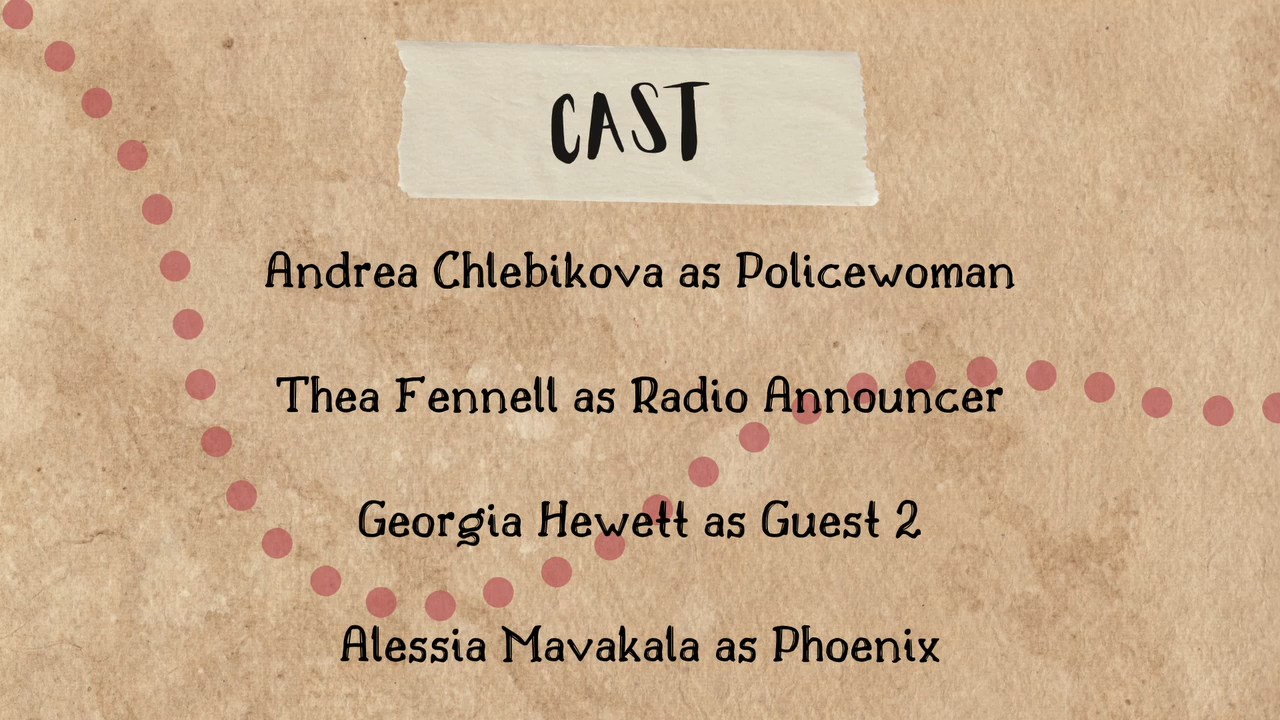 CAST
Andrea Chlebikova as Policewoman
Thea Fennell as Radio Announcer
Georgia Hewett as Guest 2
Alessia Mavakala as Phoenix